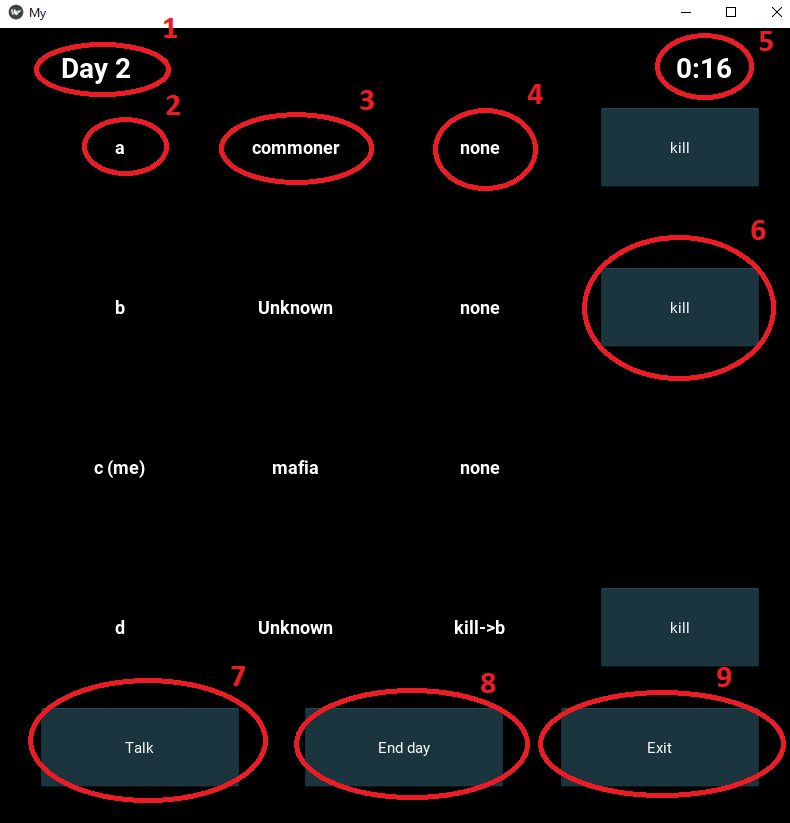 My
1
Day 2
0:16
5
2
3
4
a
commoner
none
kill
6
b
Unknown
none
kill
c (me)
mafia
none
d
Unknown
kill->b
kill
7
8
9
Talk
End day
Exit